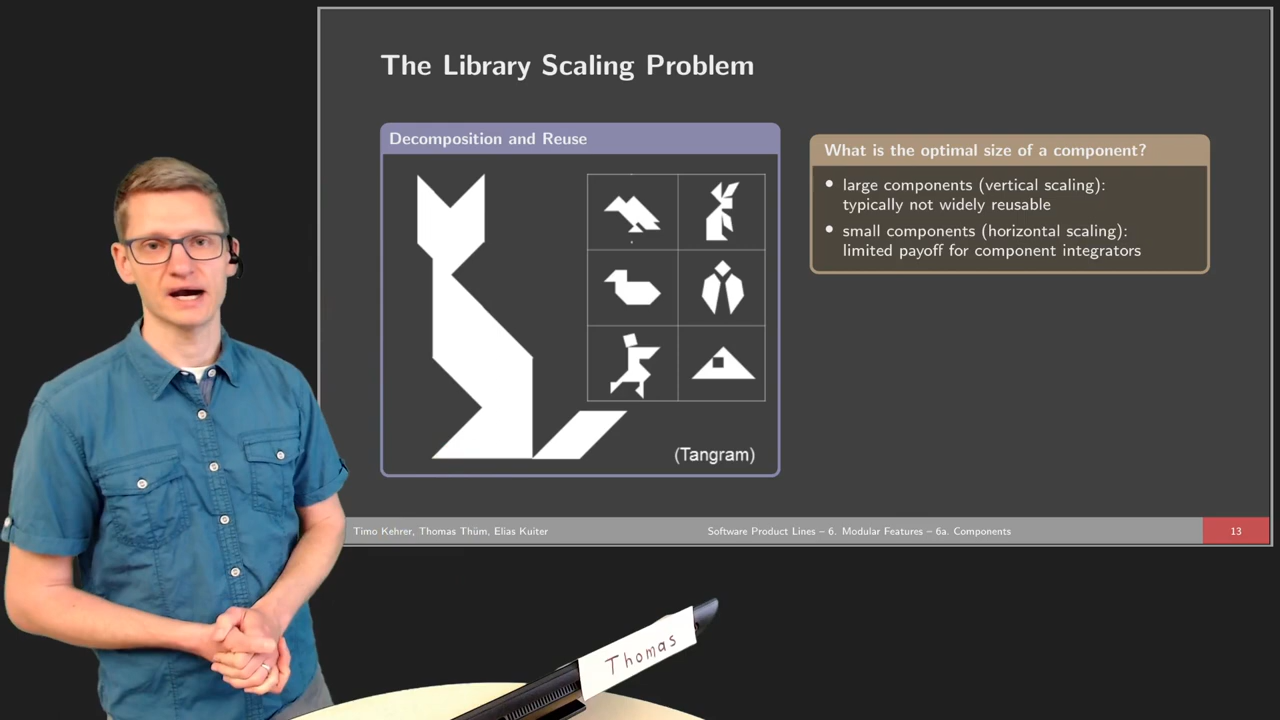 The Library Scaling Problem
Decomposition and Reuse
(Tangram)
What is the optimal size of a component?
• large components (vertical scaling):
typically not widely reusable
• small components (horizontal scaling):
limited payoff for component integrators
Timo Kehrer, Thomas Thüm, Elias Kuiter
Software Product Lines – 6. Modular Features – 6a. Components
13
Thomas